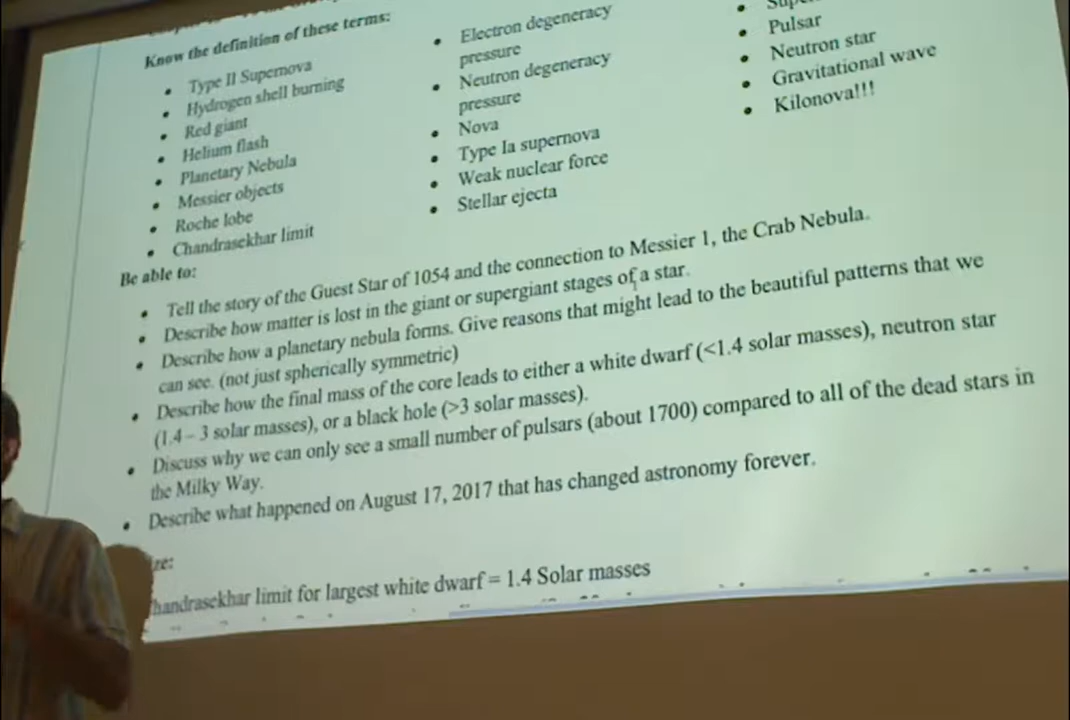 Know the definition of these terms:
• Type II Supernova
• Hydrogen shell burning
• Red giant
• Helium flash
• Planetary Nebula
• Messier objects
• Roche lobe
• Chandrasekhar limit
• Electron degeneracy
pressure
• Neutron degeneracy
pressure
• Nova
• Type Ia supernova
• Weak nuclear force
• Stellar ejecta
• Pulsar
• Neutron star
• Gravitational wave
• Kilonova!!!
Be able to:
• Tell the story of the Guest Star of 1054 and the connection to Messier 1, the Crab Nebula.
• Describe how matter is lost in the giant or supergiant stages of a star.
• Describe how a planetary nebula forms. Give reasons that might lead to the beautiful patterns that we
can see. (not just spherically symmetric)
• Describe how the final mass of the core leads to either a white dwarf (<1.4 solar masses), neutron star
(1.4 – 3 solar masses), or a black hole (>3 solar masses).
• Discuss why we can only see a small number of pulsars (about 1700) compared to all of the dead stars in
the Milky Way.
• Describe what happened on August 17, 2017 that has changed astronomy forever.
handrasekhar limit for largest white dwarf = 1.4 Solar masses